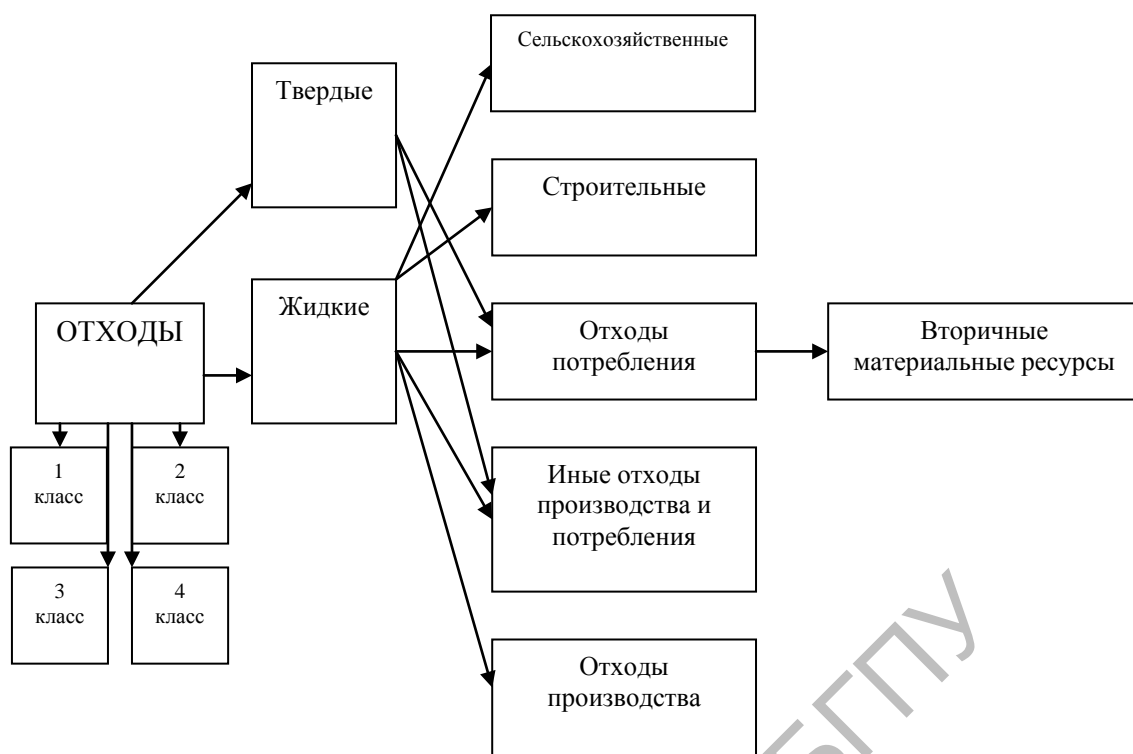 Сельскохозяйственные
Твердые
Строительные
Жидкие
ОТХОДЫ
Отходы
потребления
Вторичные
материальные ресурсы
1
класс
2
класс
Иные отходы
производства и
потребления
3
класс
4
класс
Отходы
производства
БГПУ